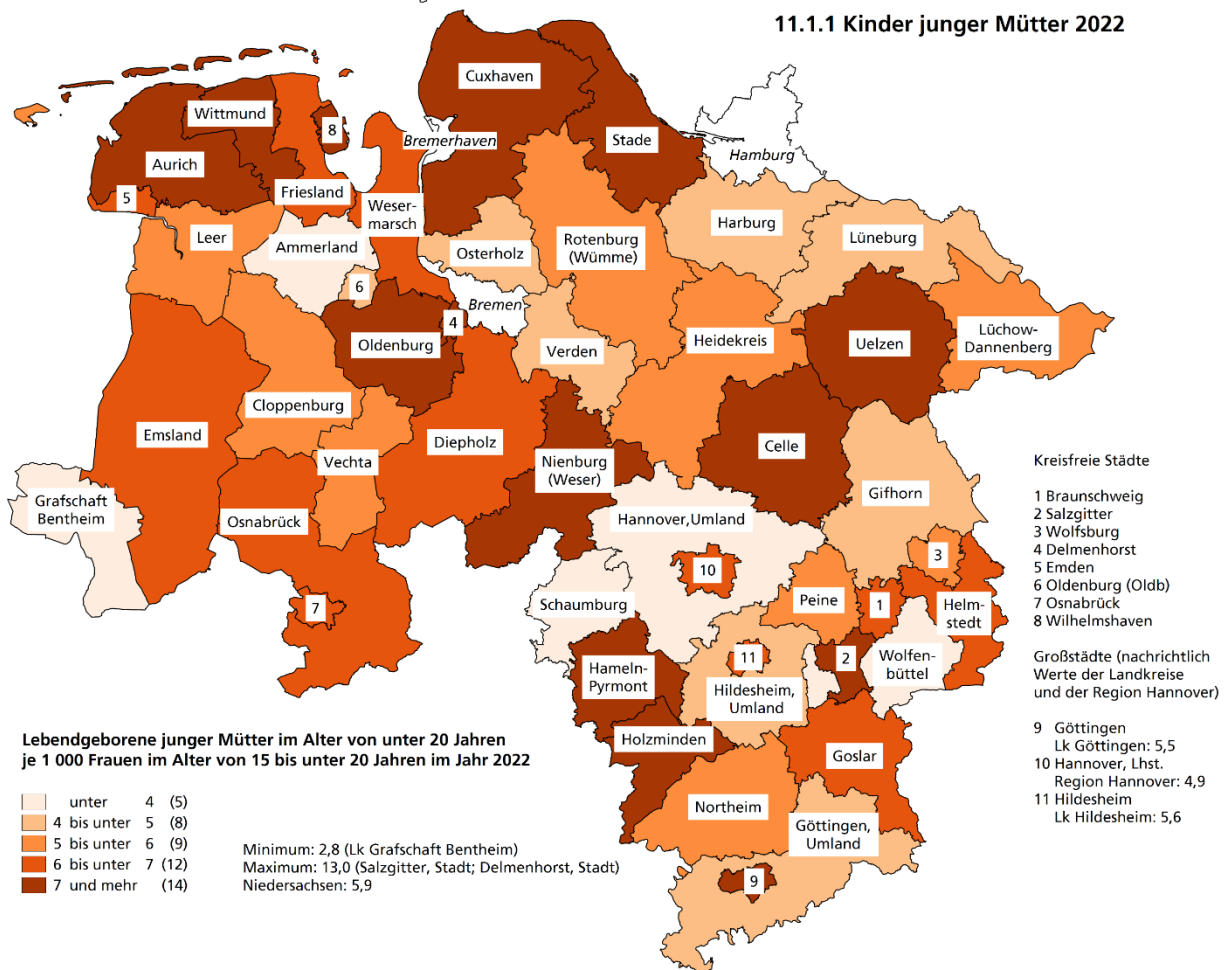 11.1.1 Kinder junger Mütter 2022
Cuxhaven
Wittmund
8
Bremerhaven
Stade
Hamburg
Aurich
5
Friesland
Weser-
marsch
Leer
Ammerland
Osterholz
Rotenburg
(Wümme)
Harburg
Lüneburg
6
Bremen
4
Oldenburg
Verden
Heidekreis
Uelzen
Lüchow-
Dannenberg
Cloppenburg
Emsland
Diepholz
Vechta
Nienburg
(Weser)
Celle
Gifhorn
Grafschaft
Bentheim
Osnabrück
Hannover,Umland
10
3
7
Schaumburg
Peine
1
Helm-
stedt
11
2
Wolfen-
büttel
Hameln-
Pyrmont
Hildesheim,
Umland
Holzminden
Goslar
Northeim
Göttingen,
Umland
9
Kreisfreie Städte
1 Braunschweig
2 Salzgitter
3 Wolfsburg
4 Delmenhorst
5 Emden
6 Oldenburg (Oldb)
7 Osnabrück
8 Wilhelmshaven
Großstädte (nachrichtlich
Werte der Landkreise
und der Region Hannover)
9 Göttingen
Lk Göttingen: 5,5
10 Hannover, Lhst.
Region Hannover: 4,9
11 Hildesheim
Lk Hildesheim: 5,6
Lebendgeborene junger Mütter im Alter von unter 20 Jahren
je 1 000 Frauen im Alter von 15 bis unter 20 Jahren im Jahr 2022
unter 4 (5)
4 bis unter 5 (8)
5 bis unter 6 (9)
6 bis unter 7 (12)
7 und mehr (14)
Minimum: 2,8 (Lk Grafschaft Bentheim)
Maximum: 13,0 (Salzgitter, Stadt; Delmenhorst, Stadt)
Niedersachsen: 5,9